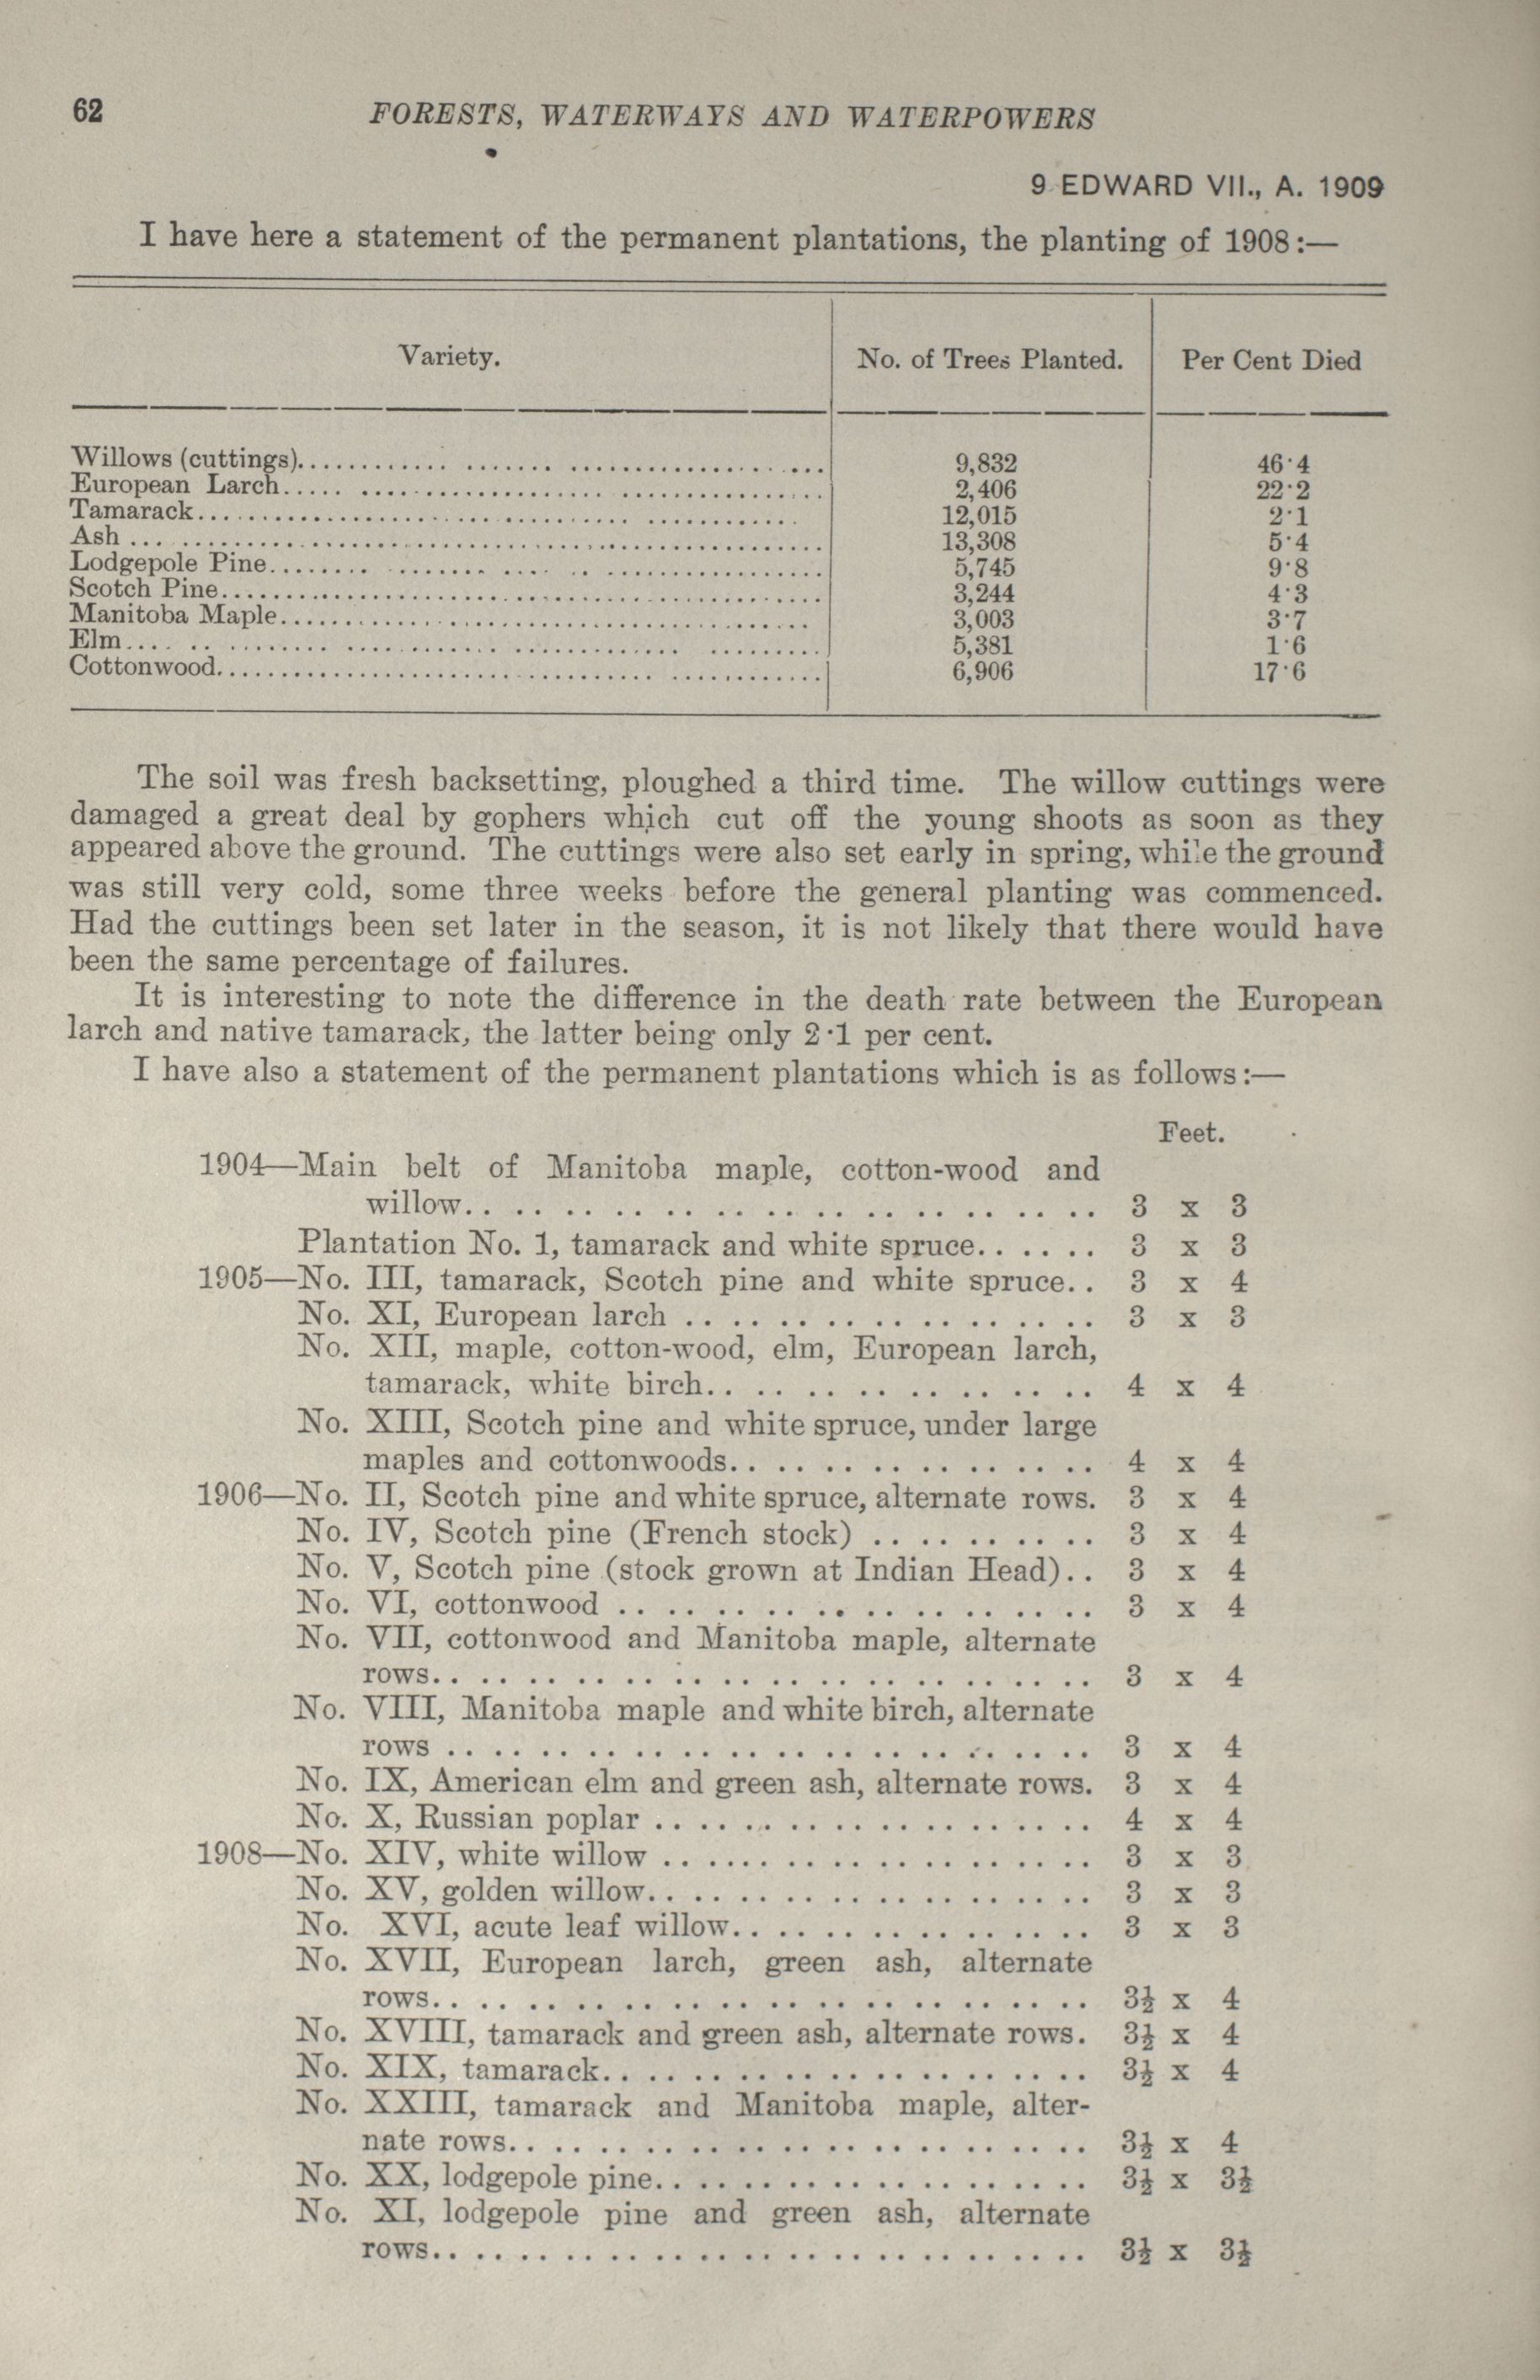 62 FORESTS, WATERWAYS AND WATERPOWERS
9 EDWARD VII., A. 1909
I have here a statement of the permanent plantations, the planting of 1908:—
Variety. No. of Trees Planted. Per Cent Died
Willows (cuttings) 9,832 46·4
European Larch 2,406 22·2
Tamarack 12,015 2·1
Ash 13,308 5·4
Lodgepole Pine 5,745 9·8
Scotch Pine 3,244 4·3
Manitoba Maple 3,003 3·7
Elm 5,381 1·6
Cottonwood 6,906 17·6
The soil was fresh backsetting, ploughed a third time. The willow cuttings were
damaged a great deal by gophers which cut off the young shoots as soon as they
appeared above the ground. The cuttings were also set early in spring, while the ground
was still very cold, some three weeks before the general planting was commenced.
Had the cuttings been set later in the season, it is not likely that there would have
been the same percentage of failures.
It is interesting to note the difference in the death rate between the European
larch and native tamarack, the latter being only 2·1 per cent.
I have also a statement of the permanent plantations which is as follows:—
Feet.
1904—Main belt of Manitoba maple, cotton-wood and
willow.. 3 x 3
Plantation No. 1, tamarack and white spruce.. 3 x 3
1905—No. III, tamarack, Scotch pine and white spruce.. 3 x 4
No. XI, European larch .. 3 x 3
No. XII, maple, cotton-wood, elm, European larch,
tamarack, white birch.. 4 x 4
No. XIII, Scotch pine and white spruce, under large
maples and cottonwoods.. 4 x 4
1906—No. II, Scotch pine and white spruce, alternate rows. 3 x 4
No. IV, Scotch pine (French stock) .. 3 x 4
No. V, Scotch pine (stock grown at Indian Head).. 3 x 4
No. VI, cottonwood .. 3 x 4
No. VII, cottonwood and Manitoba maple, alternate
rows.. 3 x 4
No. VIII, Manitoba maple and white birch, alternate
rows .. 3 x 4
No. IX, American elm and green ash, alternate rows. 3 x 4
No. X, Russian poplar .. 4 x 4
1908—No. XIV, white willow .. 3 x 3
No. XV, golden willow.. 3 x 3
No. XVI, acute leaf willow.. 3 x 3
No. XVII, European larch, green ash, alternate
rows.. 3½ x 4
No. XVIII, tamarack and green ash, alternate rows. 3½ x 4
No. XIX, tamarack.. 3½ x 4
No. XXIII, tamarack and Manitoba maple, alter-
nate rows.. 3½ x 4
No. XX, lodgepole pine.. 3½ x 3½
No. XI, lodgepole pine and green ash, alternate
rows.. 3½ x 3½